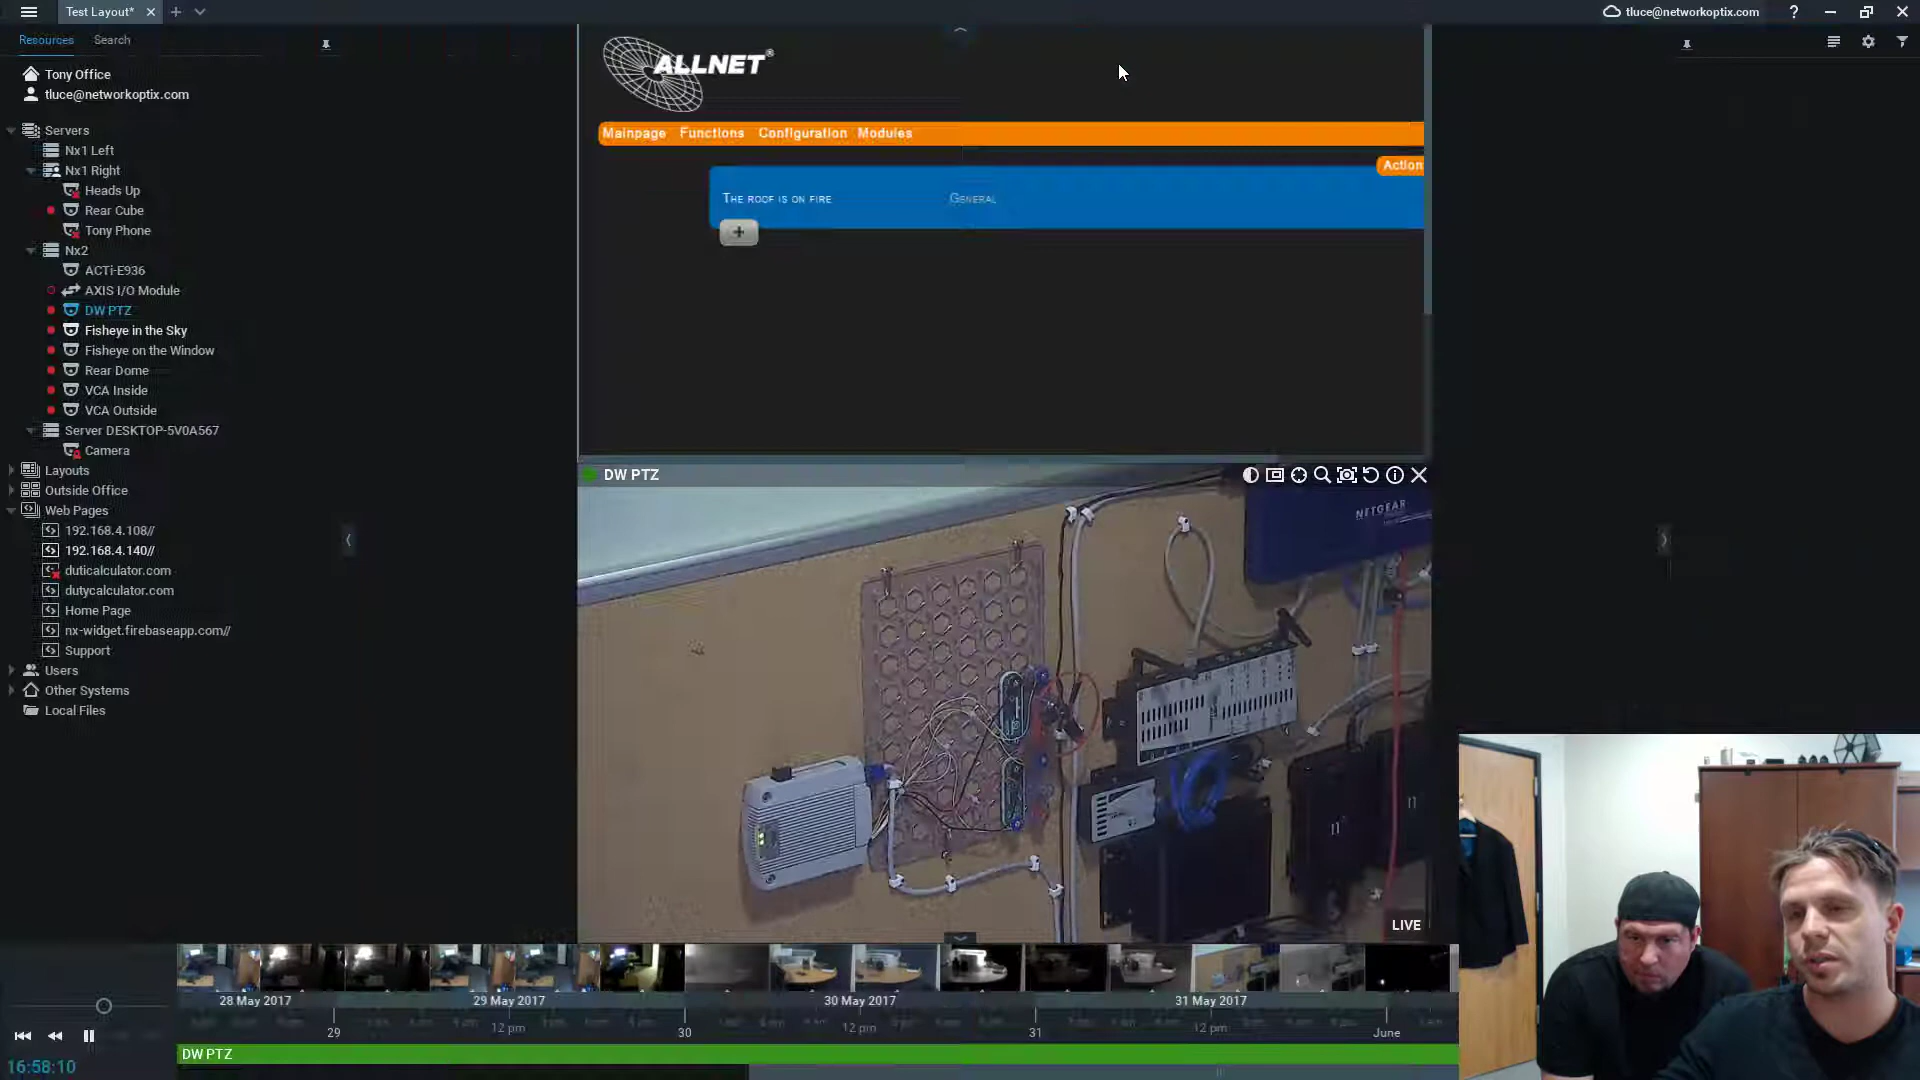 Test Layout*
tluce@networkoptix.com
?
Resources Search
Tony Office
tluce@networkoptix.com
Servers
Nx1 Left
Nx1 Right
Heads Up
Rear Cube
Tony Phone
Nx2
ACTi-E936
AXIS I/O Module
DW PTZ
Fisheye in the Sky
Fisheye on the Window
Rear Dome
VCA Inside
VCA Outside
Server DESKTOP-5V0A567
Camera
Layouts
Outside Office
Web Pages
192.168.4.108//
192.168.4.140//
duticalculator.com
dutycalculator.com
Home Page
nx-widget.firebaseapp.com//
Support
Users
Other Systems
Local Files
ALLNET®
Mainpage Functions Configuration Modules
Action
The roof is on fire General
+
DW PTZ
NETGEAR
LIVE
28 May 2017 29 May 2017 30 May 2017 31 May 2017
29 12 pm 30 12 pm 31 12 pm June
DW PTZ
16:58:10